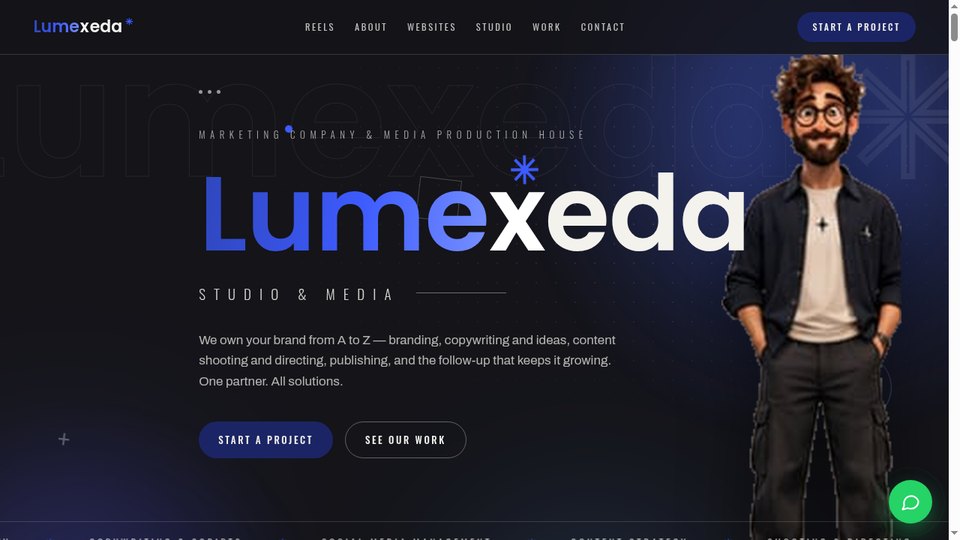 Lumexeda
REELS ABOUT WEBSITES STUDIO WORK CONTACT
START A PROJECT
Lumexeda
MARKETING COMPANY & MEDIA PRODUCTION HOUSE
Lumexeda
STUDIO & MEDIA
We own your brand from A to Z — branding, copywriting and ideas, content
shooting and directing, publishing, and the follow-up that keeps it growing.
One partner. All solutions.
START A PROJECT SEE OUR WORK